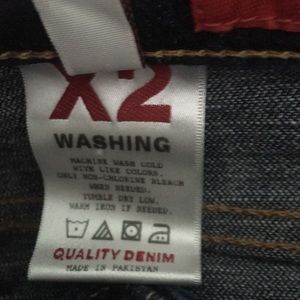 X2
WASHING
MACHINE WASH COLD
WITH LIKE COLORS.
ONLY NON-CHLORINE BLEACH
WHEN NEEDED.
TUMBLE DRY LOW.
WARM IRON IF NEEDED.
QUALITY DENIM
MADE IN PAKISTAN